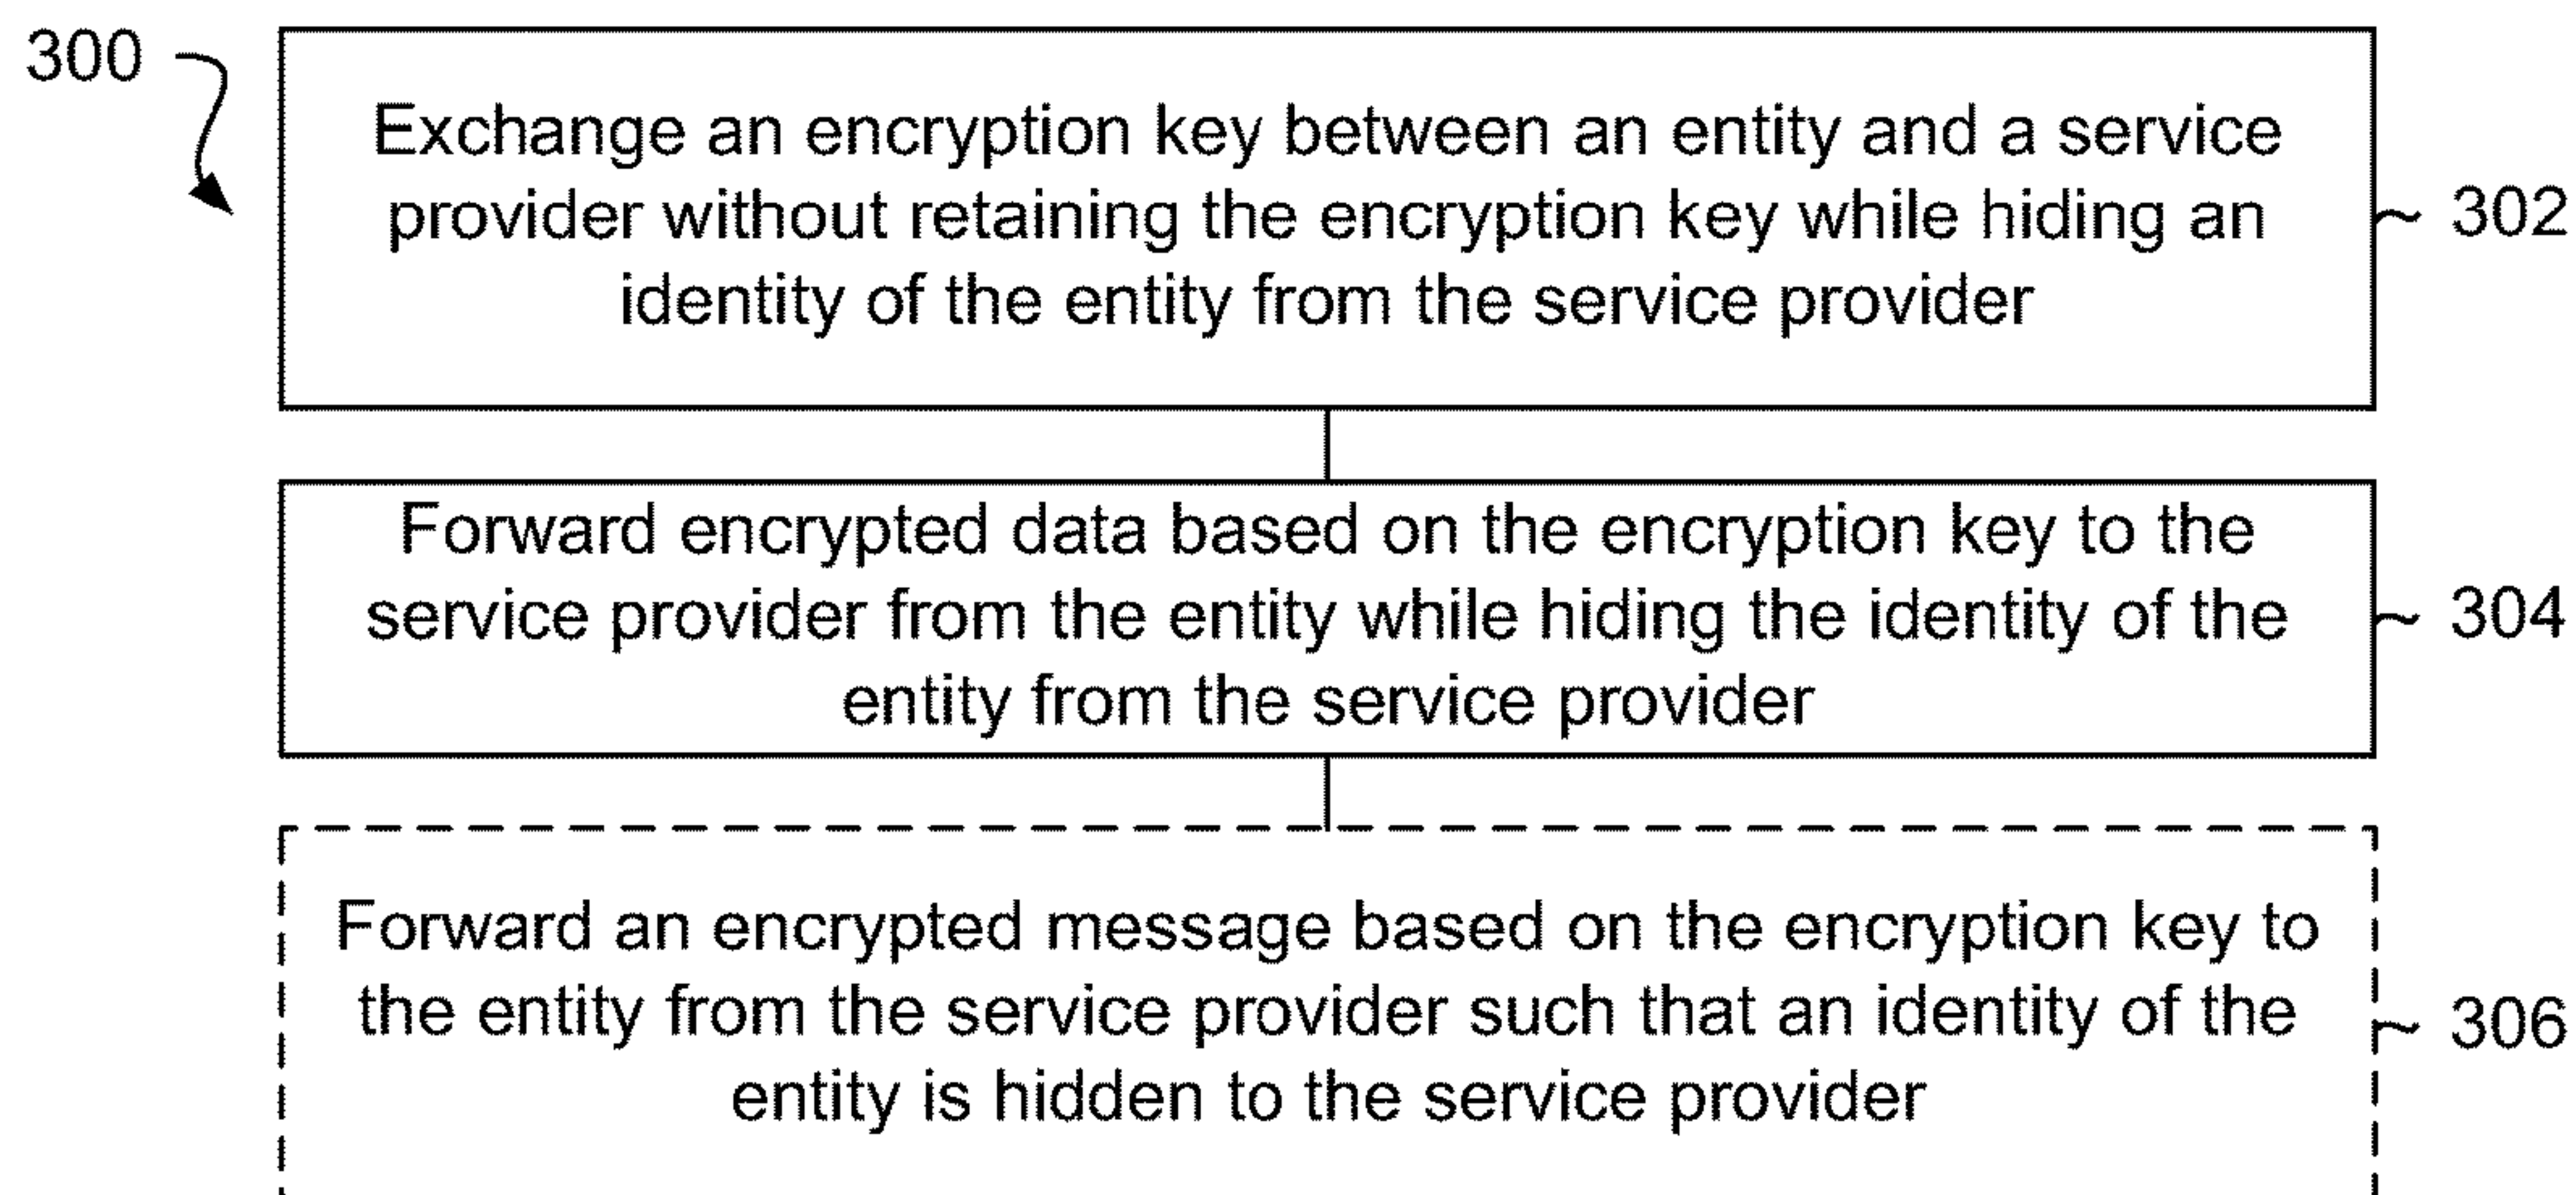 300
Exchange an encryption key between an entity and a service
provider without retaining the encryption key while hiding an
identity of the entity from the service provider
302
Forward encrypted data based on the encryption key to the
service provider from the entity while hiding the identity of the
entity from the service provider
304
Forward an encrypted message based on the encryption key to
the entity from the service provider such that an identity of the
entity is hidden to the service provider
306